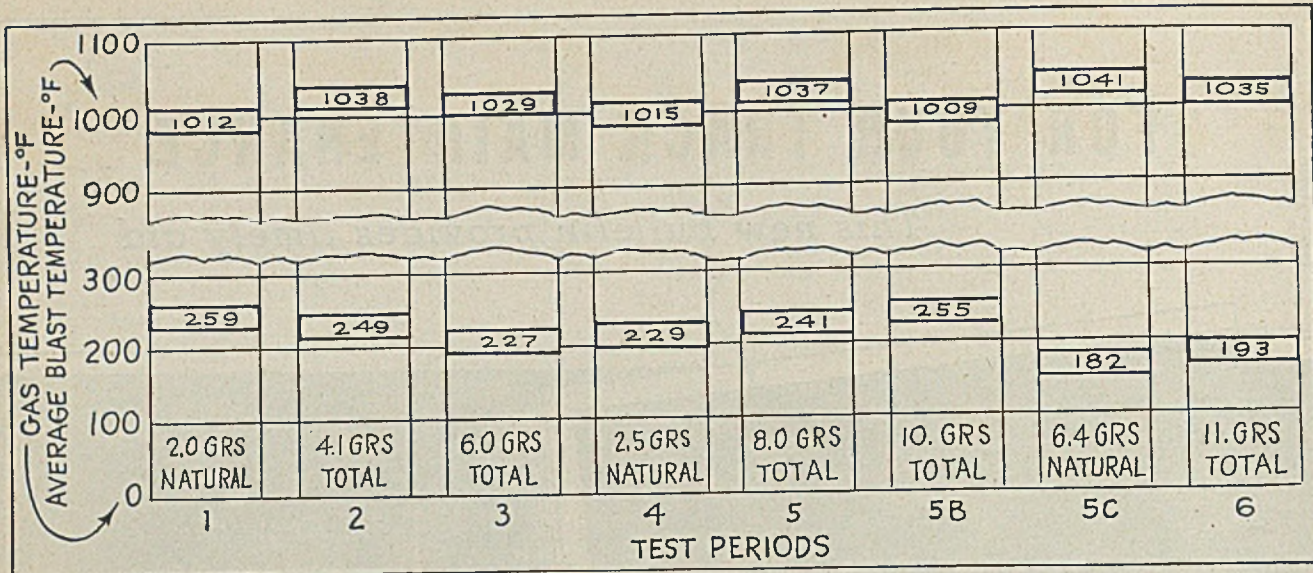 GAS TEMPERATURE-°F
AVERAGE BLAST TEMPERATURE-°F
1100
1000
900
300
200
100
0
1012 1038 1029 1015 1037 1009 1041 1035
259 249 227 229 241 255 182 193
2.0 GRS 4.1 GRS 6.0 GRS 2.5 GRS 8.0 GRS 10. GRS 6.4 GRS 11. GRS
NATURAL TOTAL TOTAL NATURAL TOTAL TOTAL NATURAL TOTAL
1 2 3 4 5 5B 5C 6
TEST PERIODS